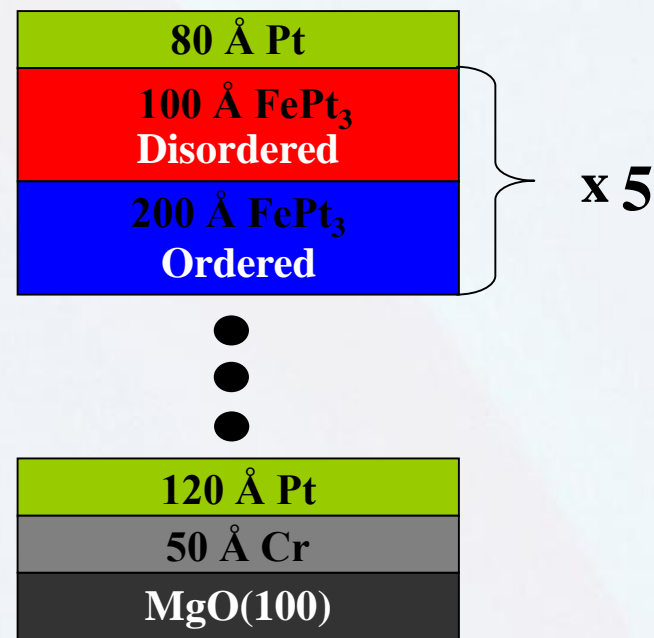 80 Å Pt
100 Å FePt₃
Disordered
x 5
200 Å FePt₃
Ordered
120 Å Pt
50 Å Cr
MgO(100)